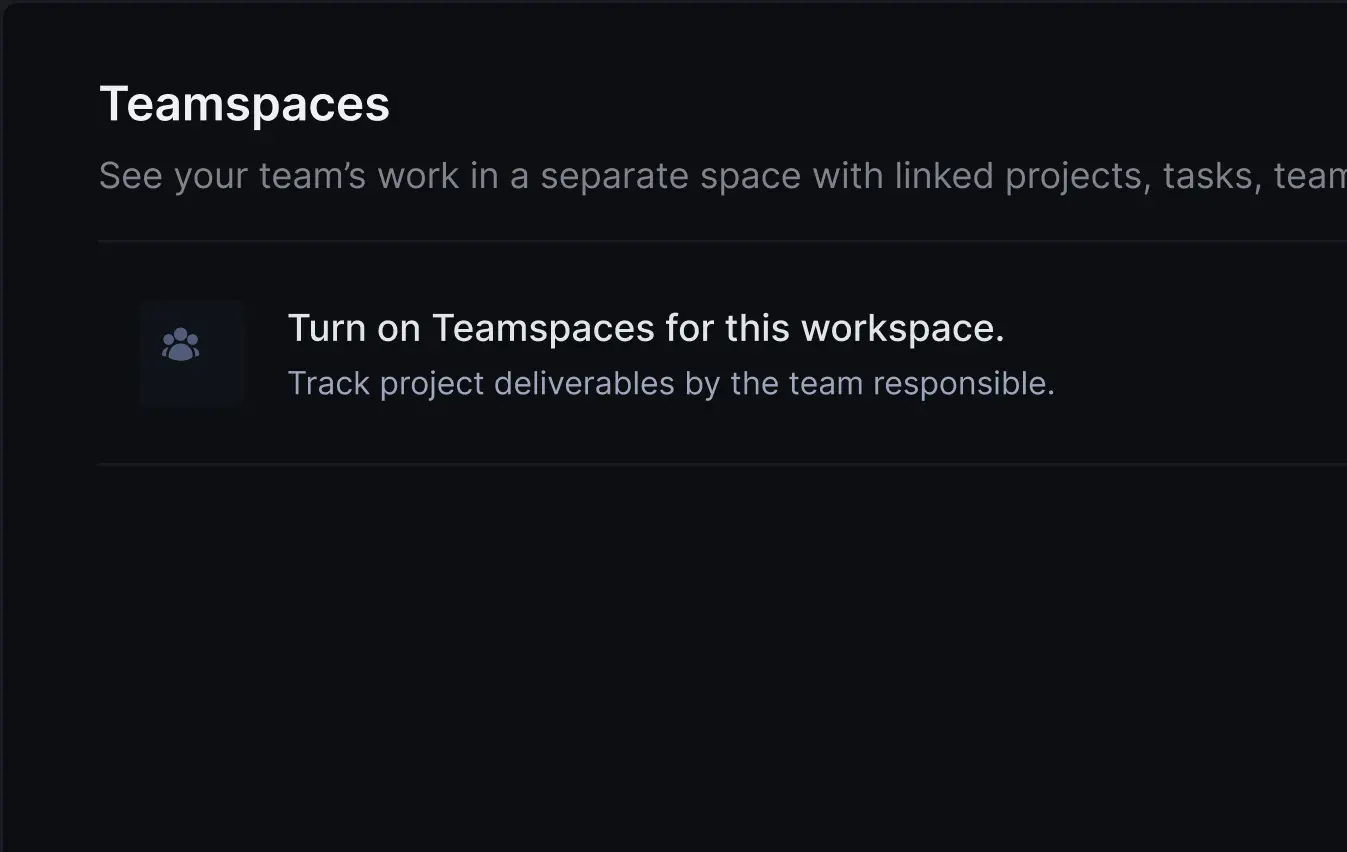 Teamspaces
See your team’s work in a separate space with linked projects, tasks, team
Turn on Teamspaces for this workspace.
Track project deliverables by the team responsible.